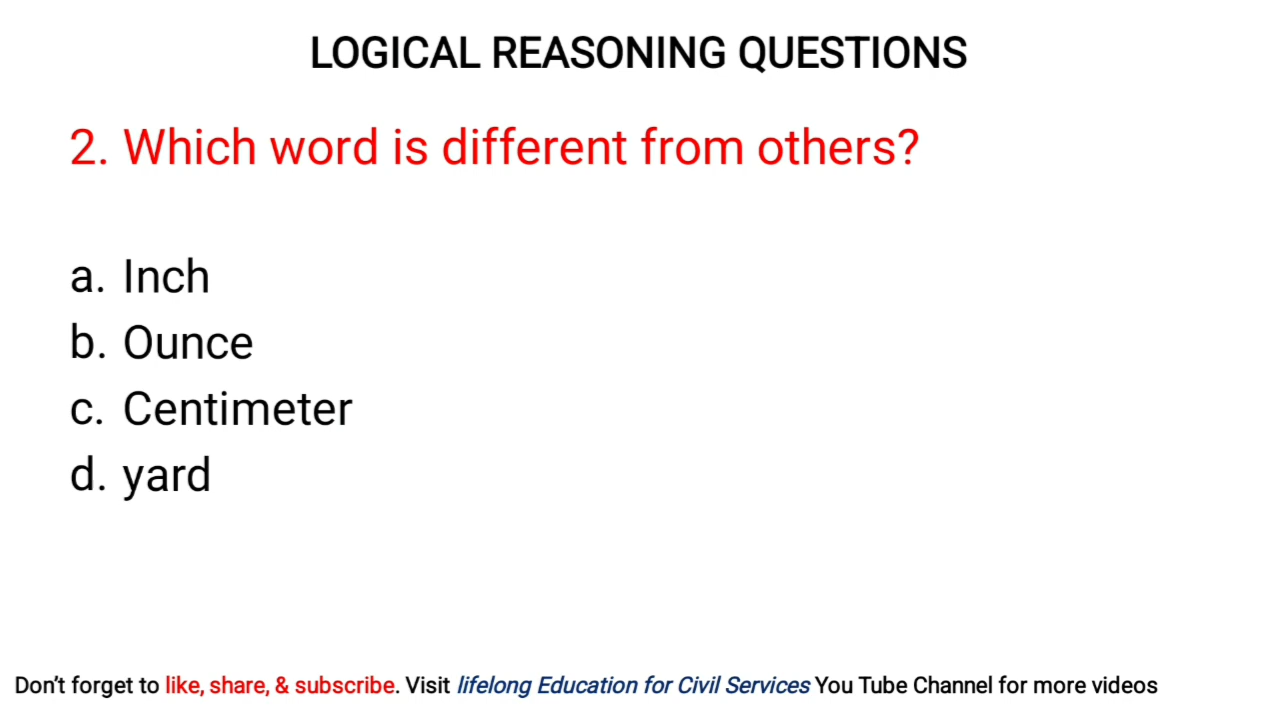 LOGICAL REASONING QUESTIONS
2. Which word is different from others?
a. Inch
b. Ounce
c. Centimeter
d. yard
Don't forget to like, share, & subscribe. Visit lifelong Education for Civil Services You Tube Channel for more videos